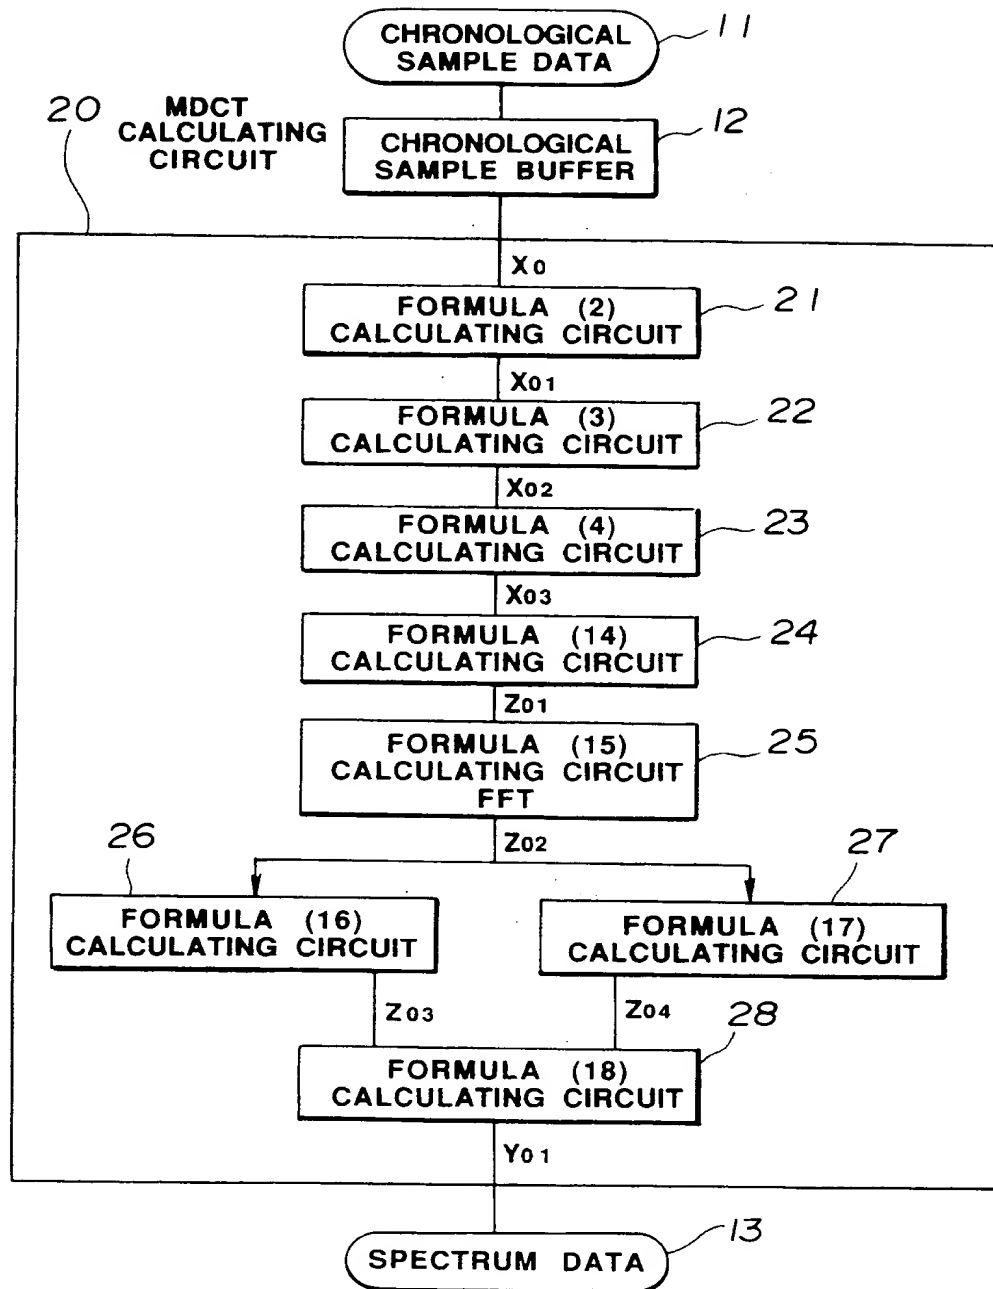 CHRONOLOGICAL
SAMPLE DATA
11
20
MDCT
CALCULATING
CIRCUIT
CHRONOLOGICAL
SAMPLE BUFFER
12
X0
FORMULA (2)
CALCULATING CIRCUIT
21
X01
FORMULA (3)
CALCULATING CIRCUIT
22
X02
FORMULA (4)
CALCULATING CIRCUIT
23
X03
FORMULA (14)
CALCULATING CIRCUIT
24
Z01
FORMULA (15)
CALCULATING CIRCUIT
FFT
25
Z02
26
FORMULA (16)
CALCULATING CIRCUIT
27
FORMULA (17)
CALCULATING CIRCUIT
Z03
Z04
28
FORMULA (18)
CALCULATING CIRCUIT
Y01
SPECTRUM DATA
13